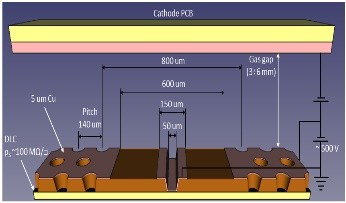 Cathode PCB
800 um
Gas gap
(3÷6 mm)
5 um Cu
600 um
Pitch
140 um
150 um
50 um
DLC
ρs~100 MΩ/□
~ 500 V